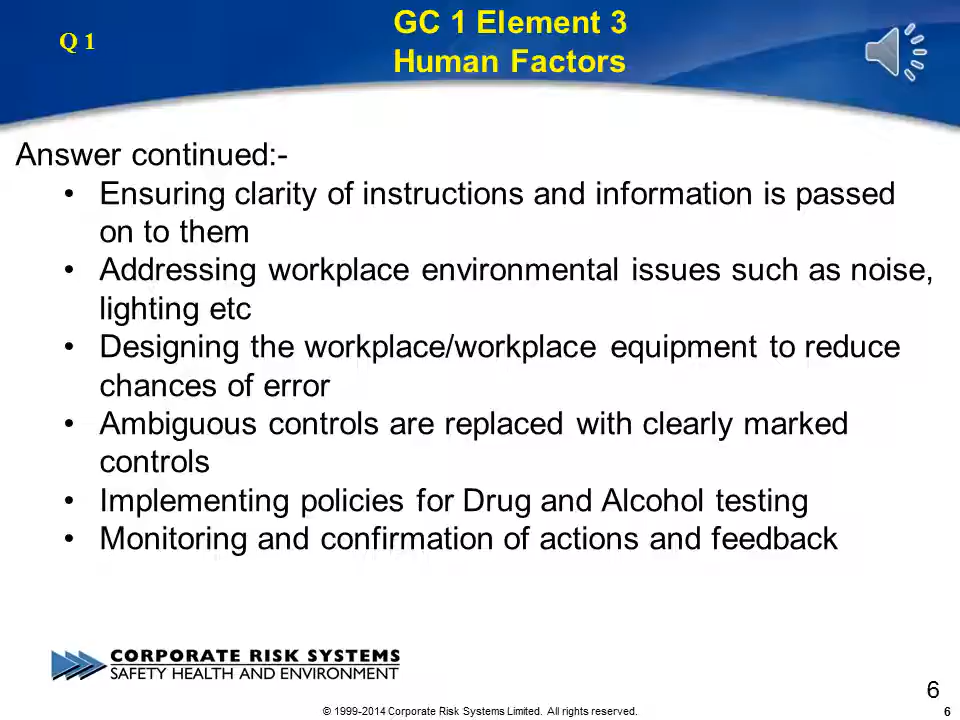 Q 1
GC 1 Element 3
Human Factors
Answer continued:-
• Ensuring clarity of instructions and information is passed
on to them
• Addressing workplace environmental issues such as noise,
lighting etc
• Designing the workplace/workplace equipment to reduce
chances of error
• Ambiguous controls are replaced with clearly marked
controls
• Implementing policies for Drug and Alcohol testing
• Monitoring and confirmation of actions and feedback
CORPORATE RISK SYSTEMS
SAFETY HEALTH AND ENVIRONMENT
6
© 1999-2014 Corporate Risk Systems Limited. All rights reserved.
6